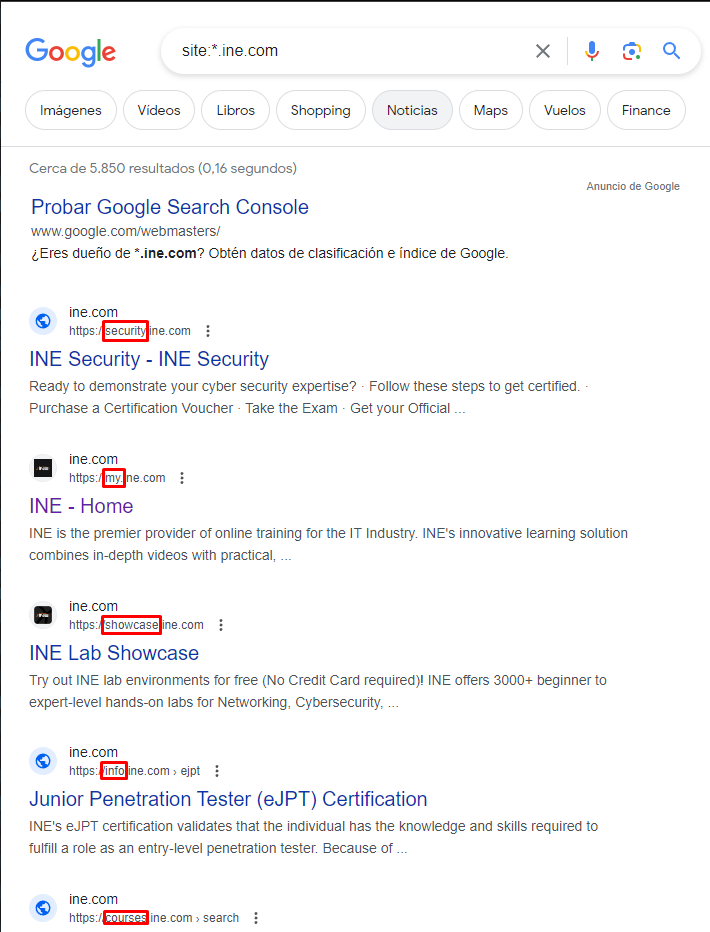 Google
site:*.ine.com
Imágenes Vídeos Libros Shopping Noticias Maps Vuelos Finance
Cerca de 5.850 resultados (0,16 segundos)
Anuncio de Google
Probar Google Search Console
www.google.com/webmasters/
¿Eres dueño de *.ine.com? Obtén datos de clasificación e índice de Google.
ine.com
https://security.ine.com
INE Security - INE Security
Ready to demonstrate your cyber security expertise? · Follow these steps to get certified. ·
Purchase a Certification Voucher · Take the Exam · Get your Official ...
ine.com
https://my.ine.com
INE - Home
INE is the premier provider of online training for the IT Industry. INE's innovative learning solution
combines in-depth videos with practical, ...
ine.com
https://showcase.ine.com
INE Lab Showcase
Try out INE lab environments for free (No Credit Card required)! INE offers 3000+ beginner to
expert-level hands-on labs for Networking, Cybersecurity, ...
ine.com
https://info.ine.com › ejpt
Junior Penetration Tester (eJPT) Certification
INE's eJPT certification validates that the individual has the knowledge and skills required to
fulfill a role as an entry-level penetration tester. Because of ...
ine.com
https://courses.ine.com › search